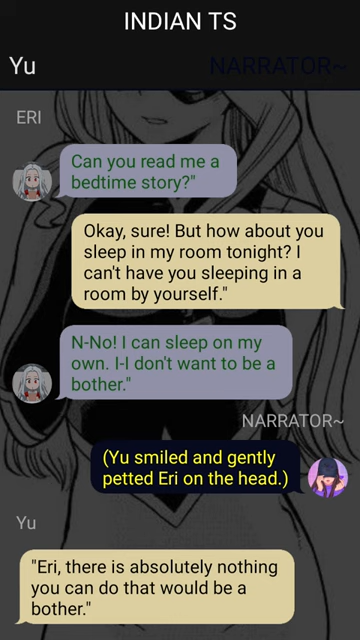 INDIAN TS
Yu
NARRATOR~
ERI
Can you read me a
bedtime story?"
Okay, sure! But how about you
sleep in my room tonight? I
can't have you sleeping in a
room by yourself."
N-No! I can sleep on my
own. I-I don't want to be a
bother."
NARRATOR~
(Yu smiled and gently
petted Eri on the head.)
Yu
"Eri, there is absolutely nothing
you can do that would be a
bother."